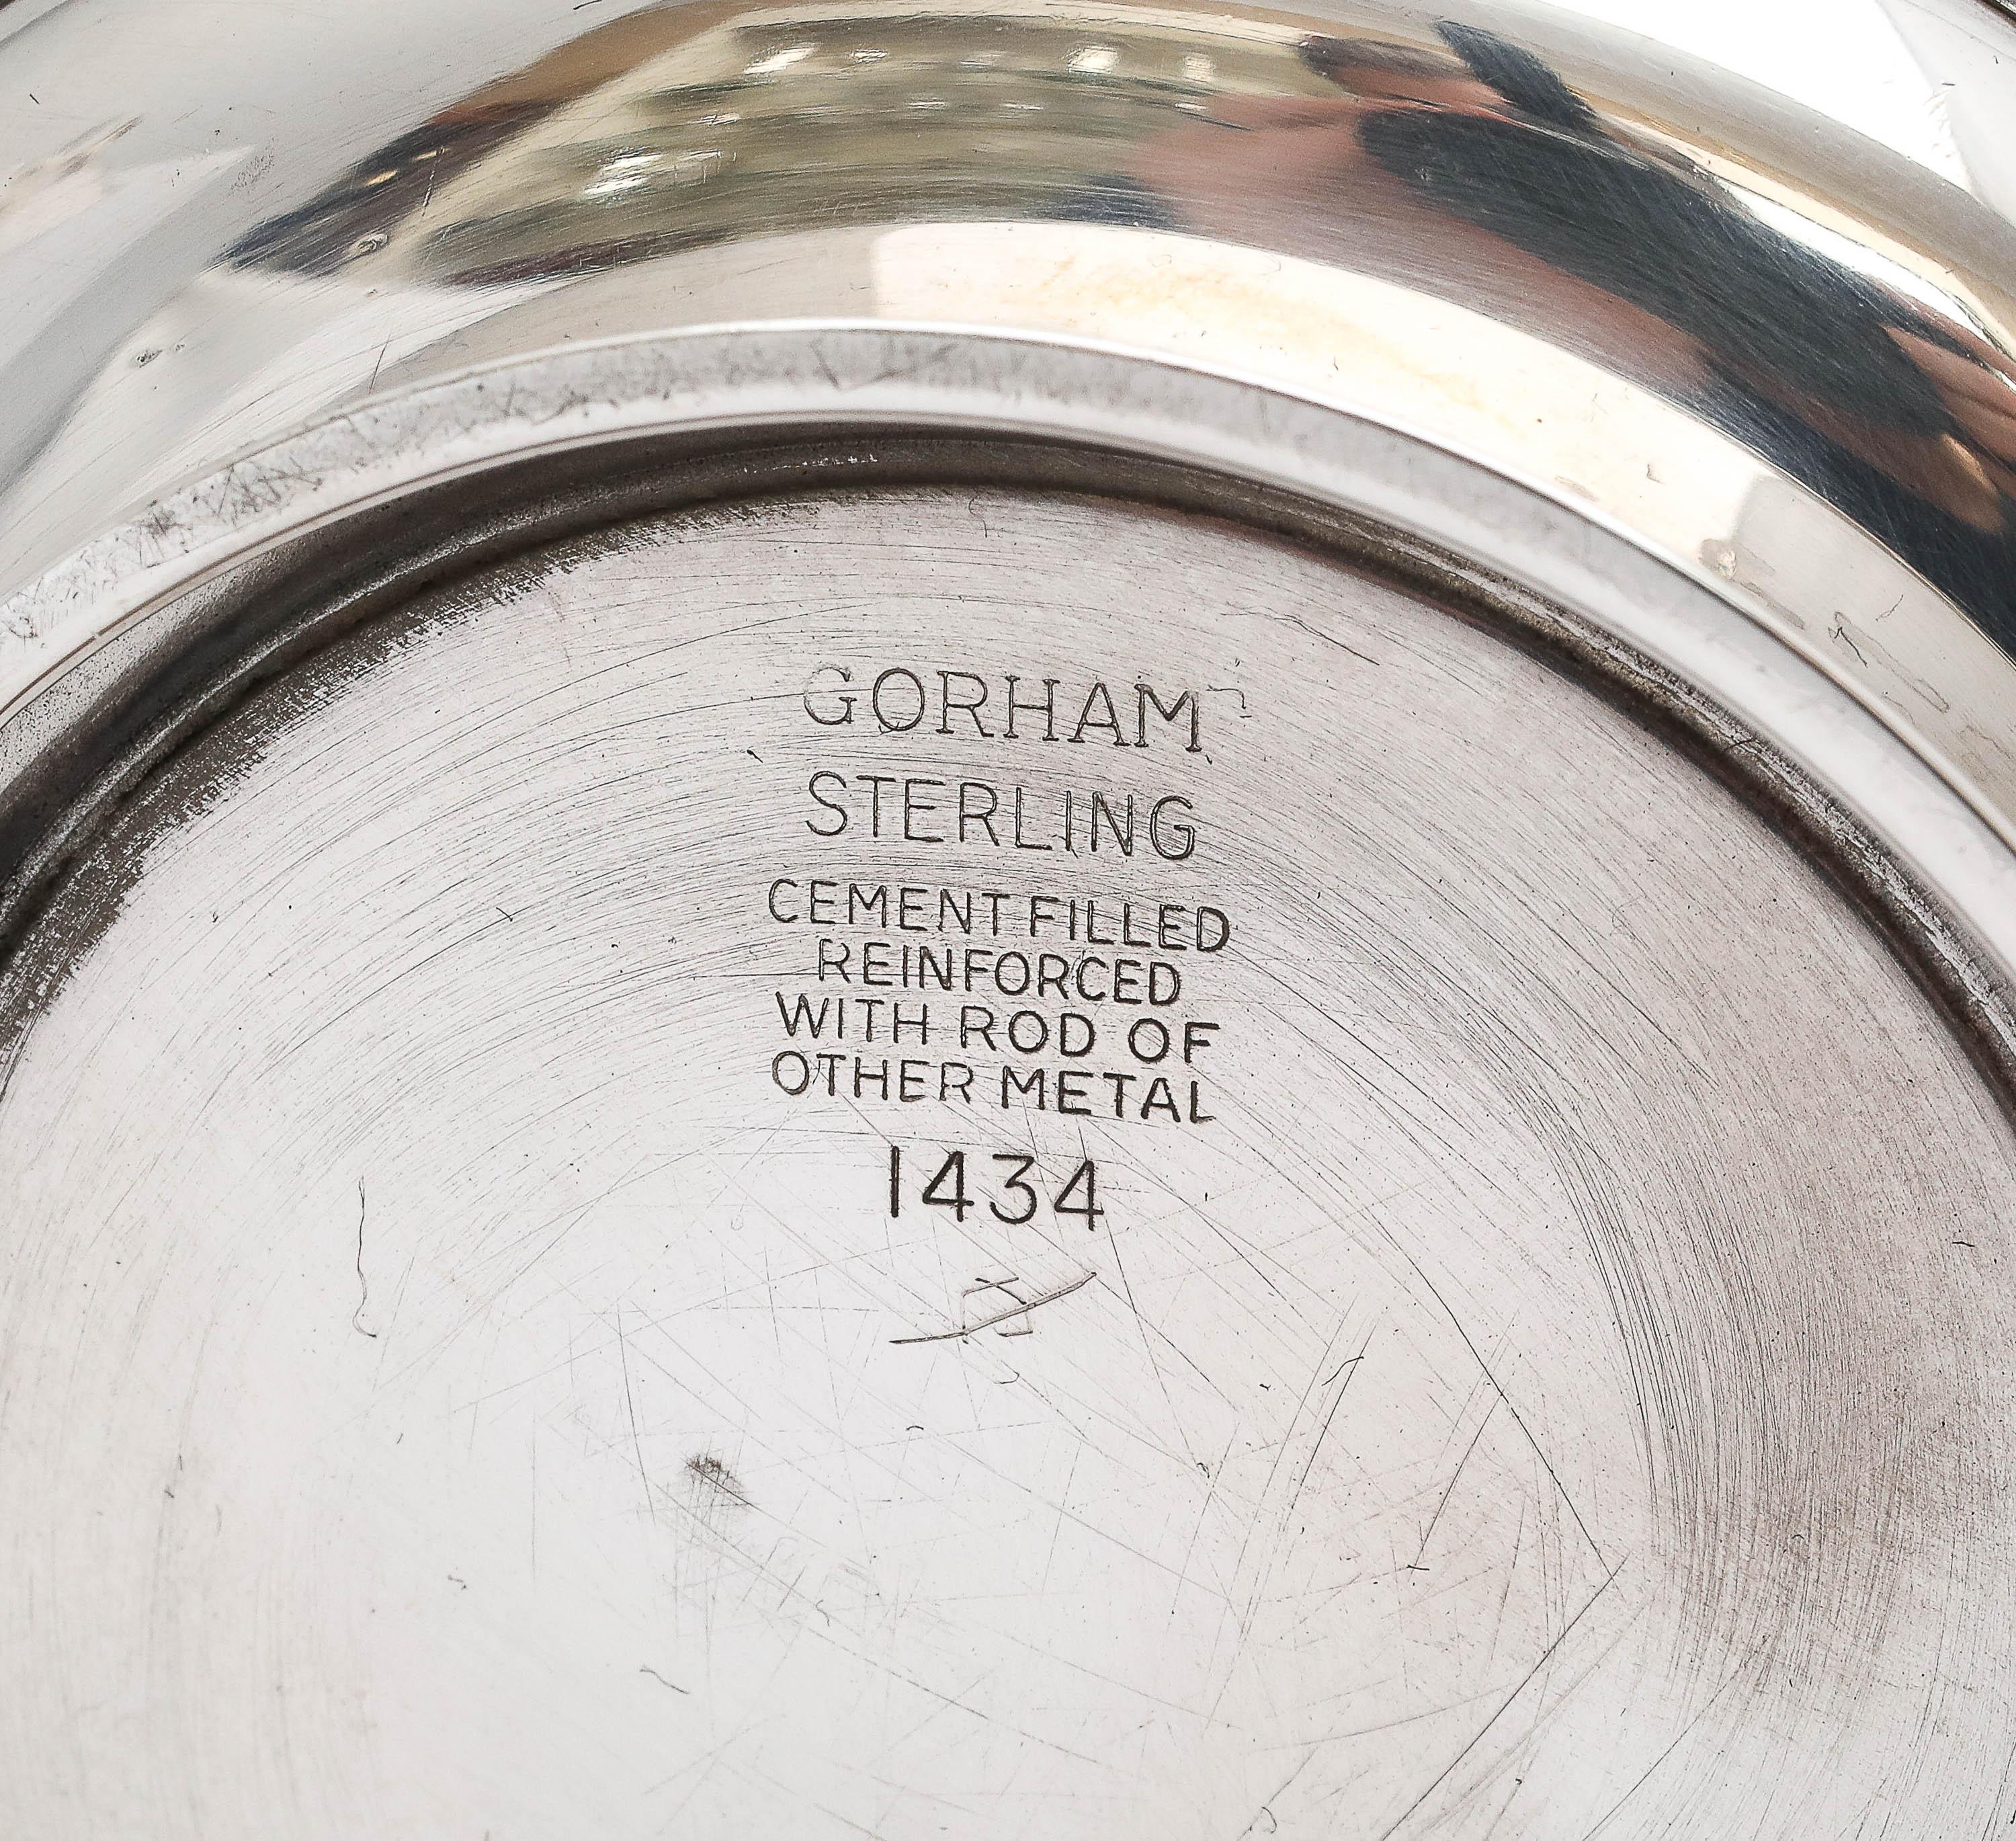 GORHAM
STERLING
CEMENT FILLED
REINFORCED
WITH ROD OF
OTHER METAL
1434